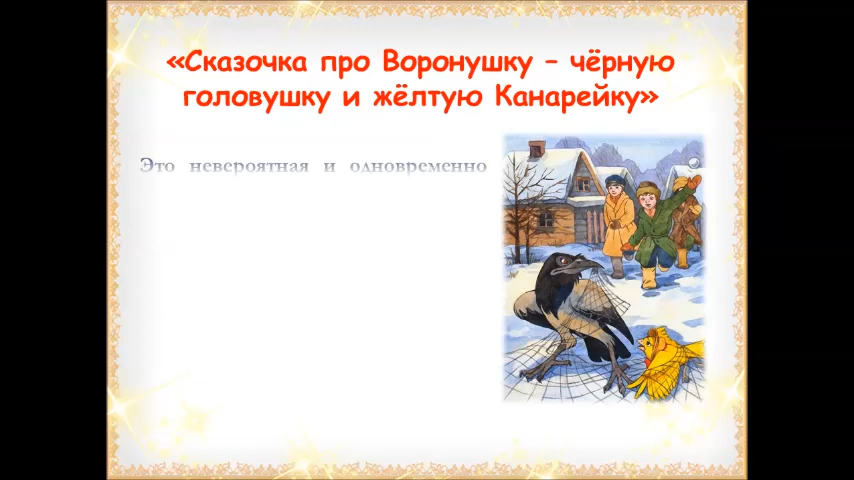 «Сказочка про Воронушку – чёрную
головушку и жёлтую Канарейку»
Это невероятная и одновременно